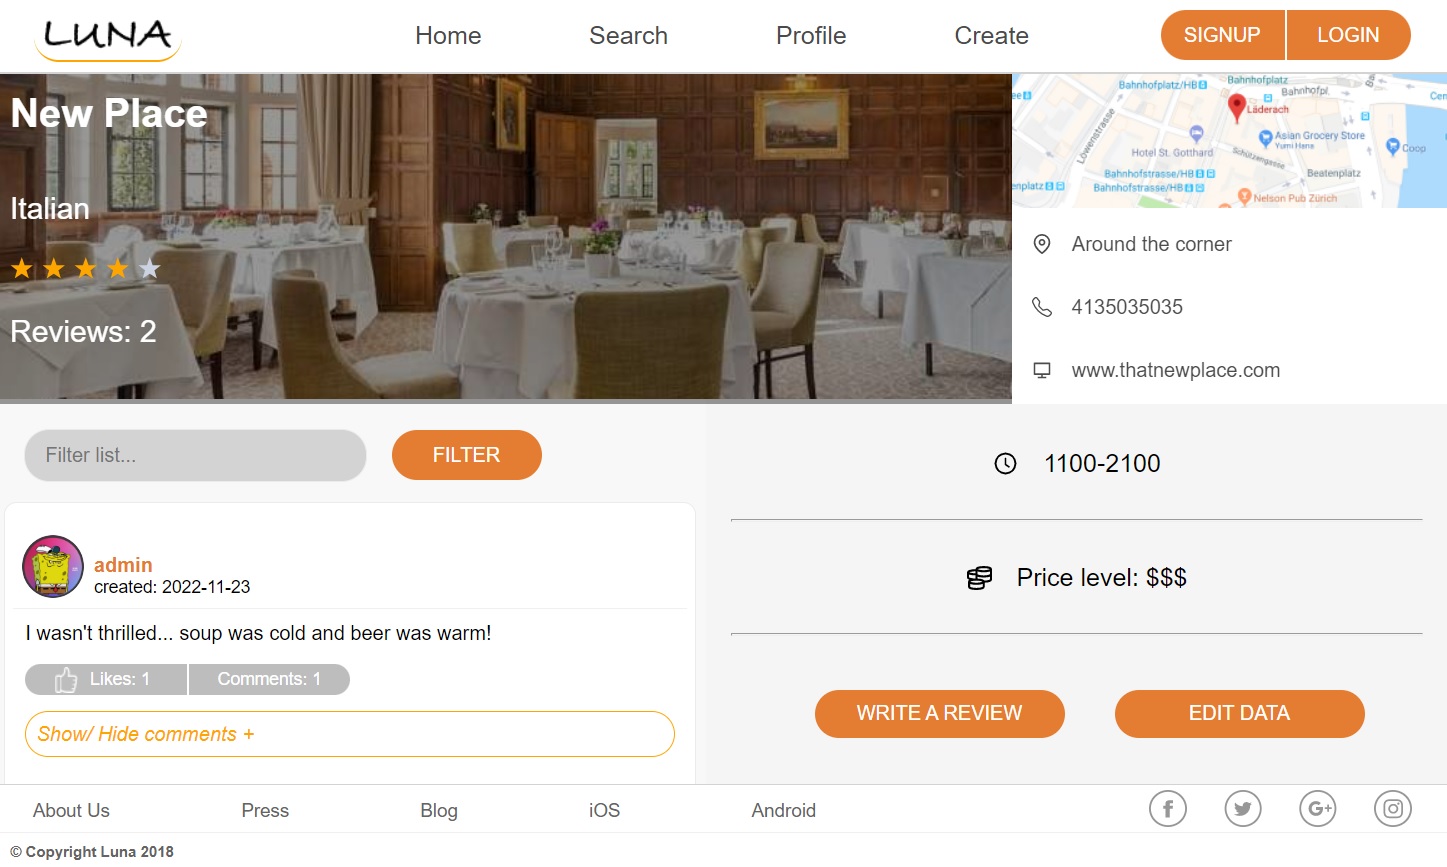 LUNA
Home Search Profile Create
SIGNUP LOGIN
New Place
Italian
Reviews: 2
Bahnhofplatz
Bahnhofplatz/HB
Bahnhofpl.
Läderach
Löwenstrasse
Asian Grocery Store
Yumi Hana
Hotel St. Gotthard
Schützengasse
Coop
Bahnhofstrasse/HB
Beatenplatz
Bahnhofstrasse/HB
Nelson Pub Zürich
Around the corner
4135035035
www.thatnewplace.com
Filter list...
FILTER
1100-2100
admin
created: 2022-11-23
Price level: $$$
I wasn't thrilled... soup was cold and beer was warm!
Likes: 1 Comments: 1
WRITE A REVIEW EDIT DATA
Show/ Hide comments +
About Us Press Blog iOS Android
© Copyright Luna 2018